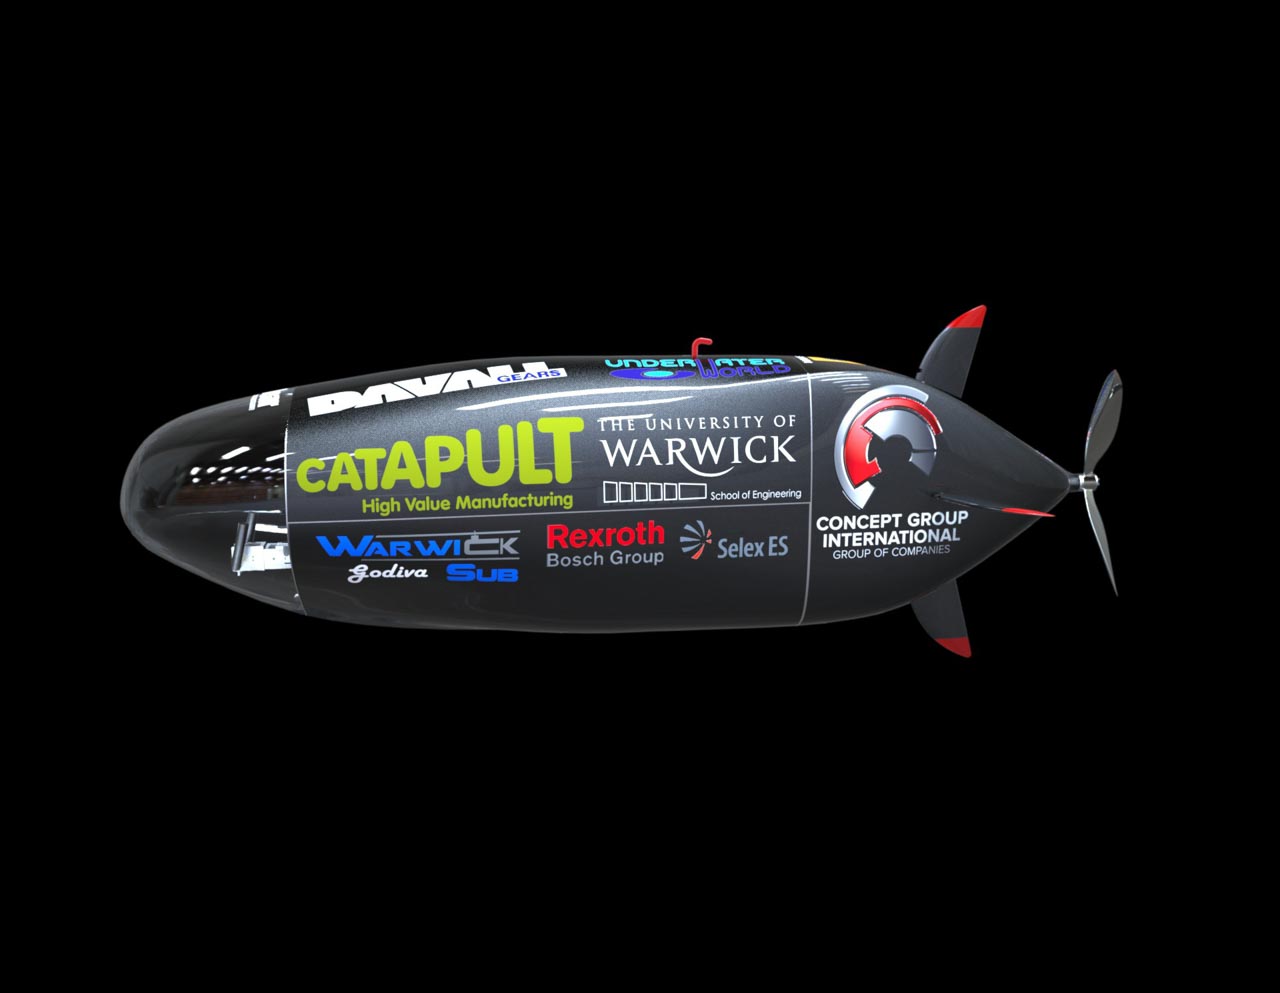 DAVALL
GEARS
UNDERWATER
WORLD
CATAPULT
High Value Manufacturing
THE UNIVERSITY OF
WARWICK
School of Engineering
WARWICK
Godiva SUB
Rexroth
Bosch Group
Selex ES
CONCEPT GROUP
INTERNATIONAL
GROUP OF COMPANIES